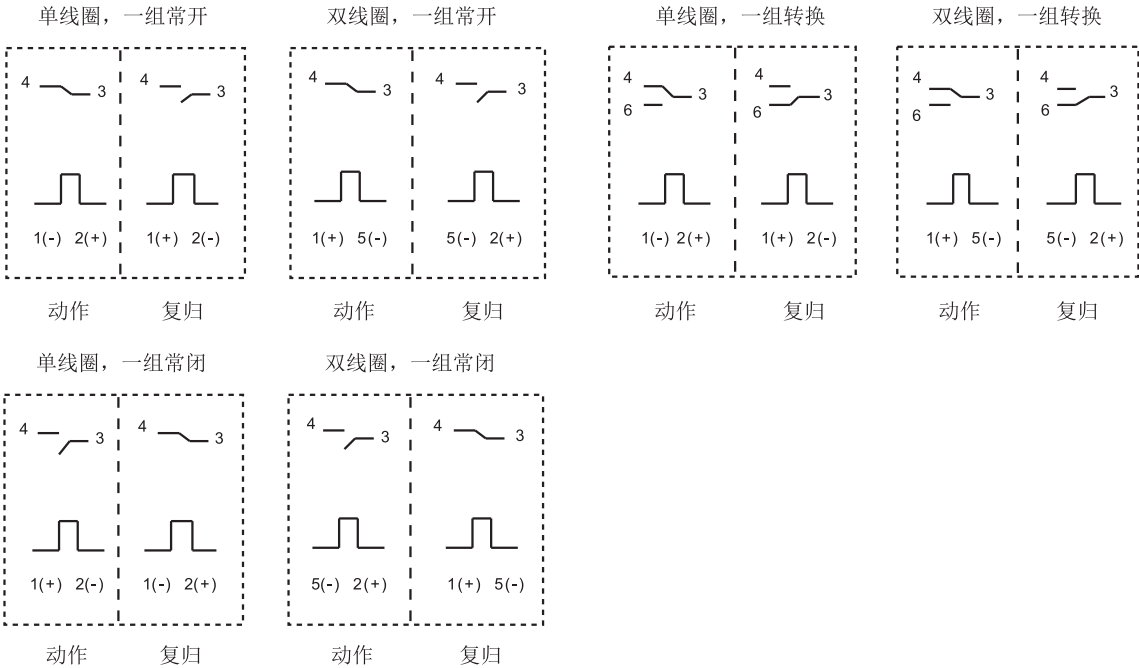 单线圈，一组常开
双线圈，一组常开
单线圈，一组转换
双线圈，一组转换
4 3 4 3
4 3 4 3
4 3 6 4 3 6
4 3 6 4 3 6
1(-) 2(+) 1(+) 2(-)
1(+) 5(-) 5(-) 2(+)
1(-) 2(+) 1(+) 2(-)
1(+) 5(-) 5(-) 2(+)
动作 复归
动作 复归
动作 复归
动作 复归
单线圈，一组常闭
双线圈，一组常闭
4 3 4 3
4 3 4 3
1(+) 2(-) 1(-) 2(+)
5(-) 2(+) 1(+) 5(-)
动作 复归
动作 复归